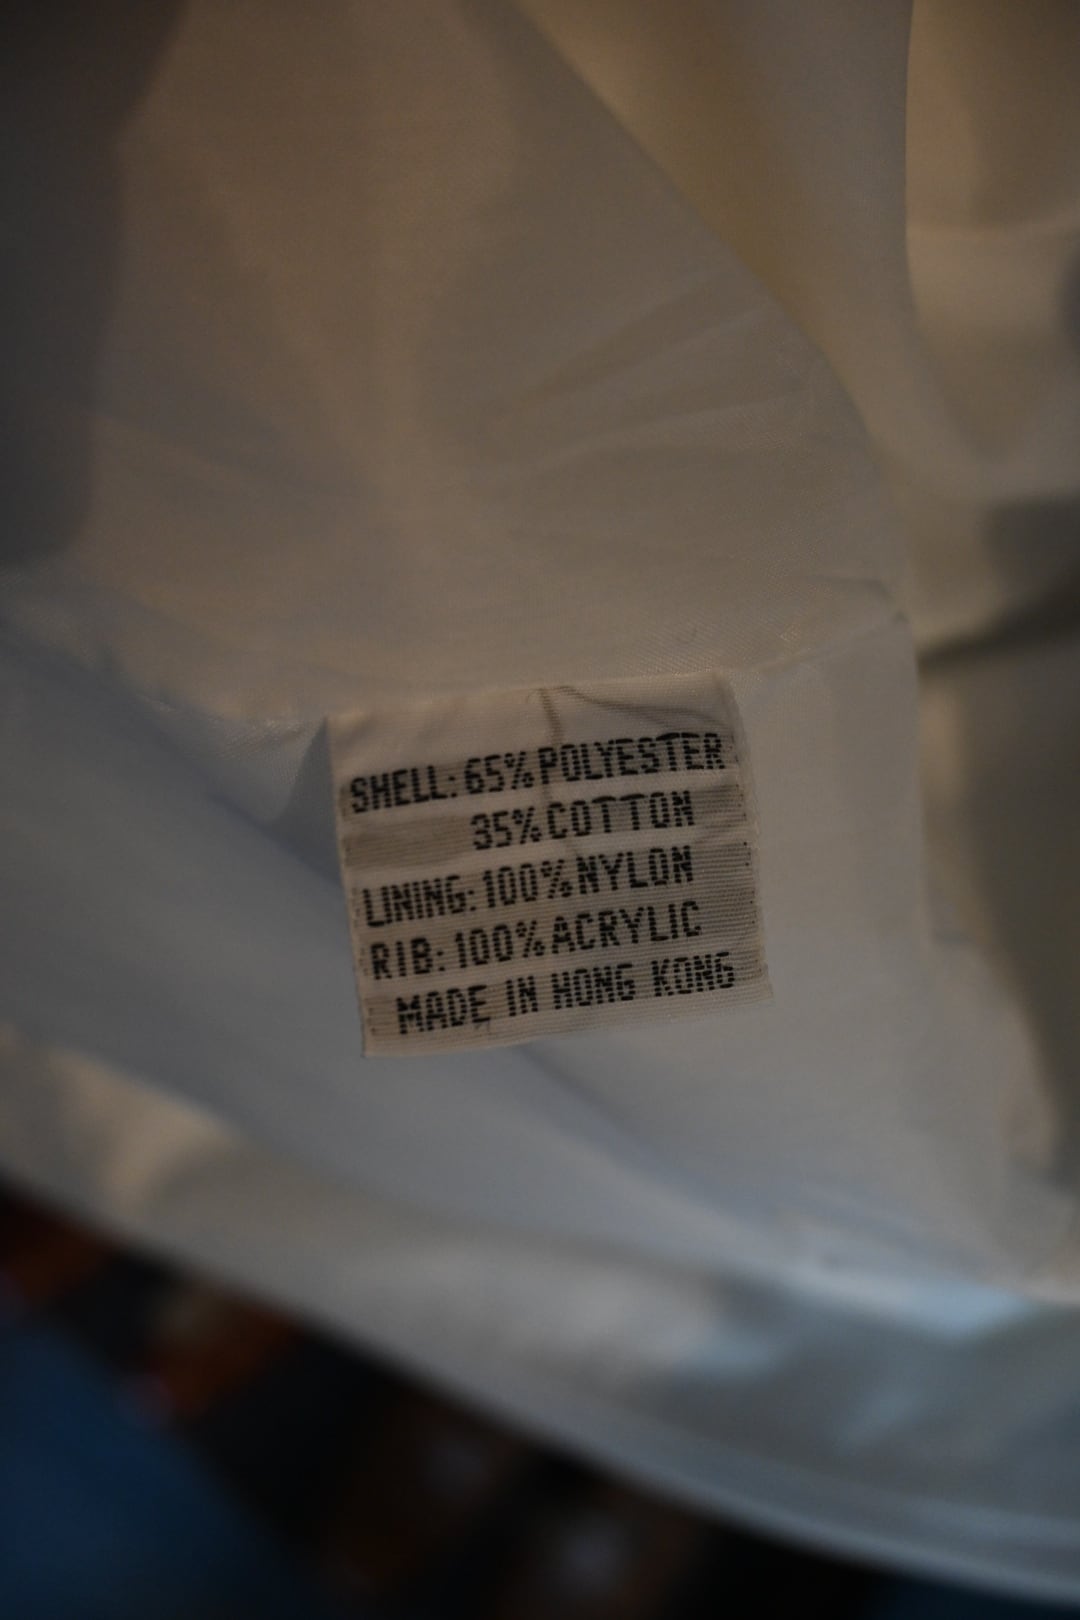 SHELL: 65% POLYESTER
35% COTTON
LINING: 100% NYLON
RIB: 100% ACRYLIC
MADE IN HONG KONG